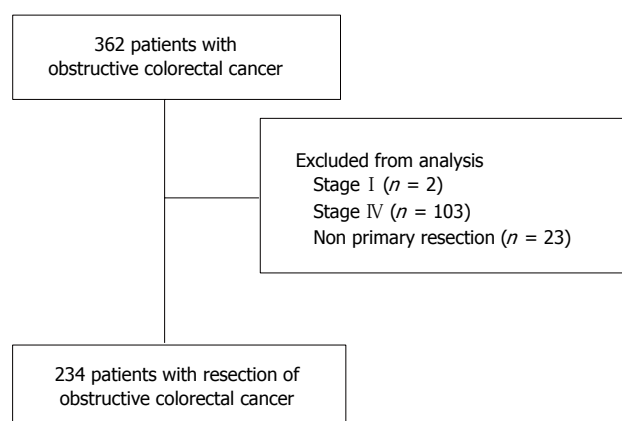 362 patients with
obstructive colorectal cancer
Excluded from analysis
Stage Ⅰ (n = 2)
Stage Ⅳ (n = 103)
Non primary resection (n = 23)
234 patients with resection of
obstructive colorectal cancer